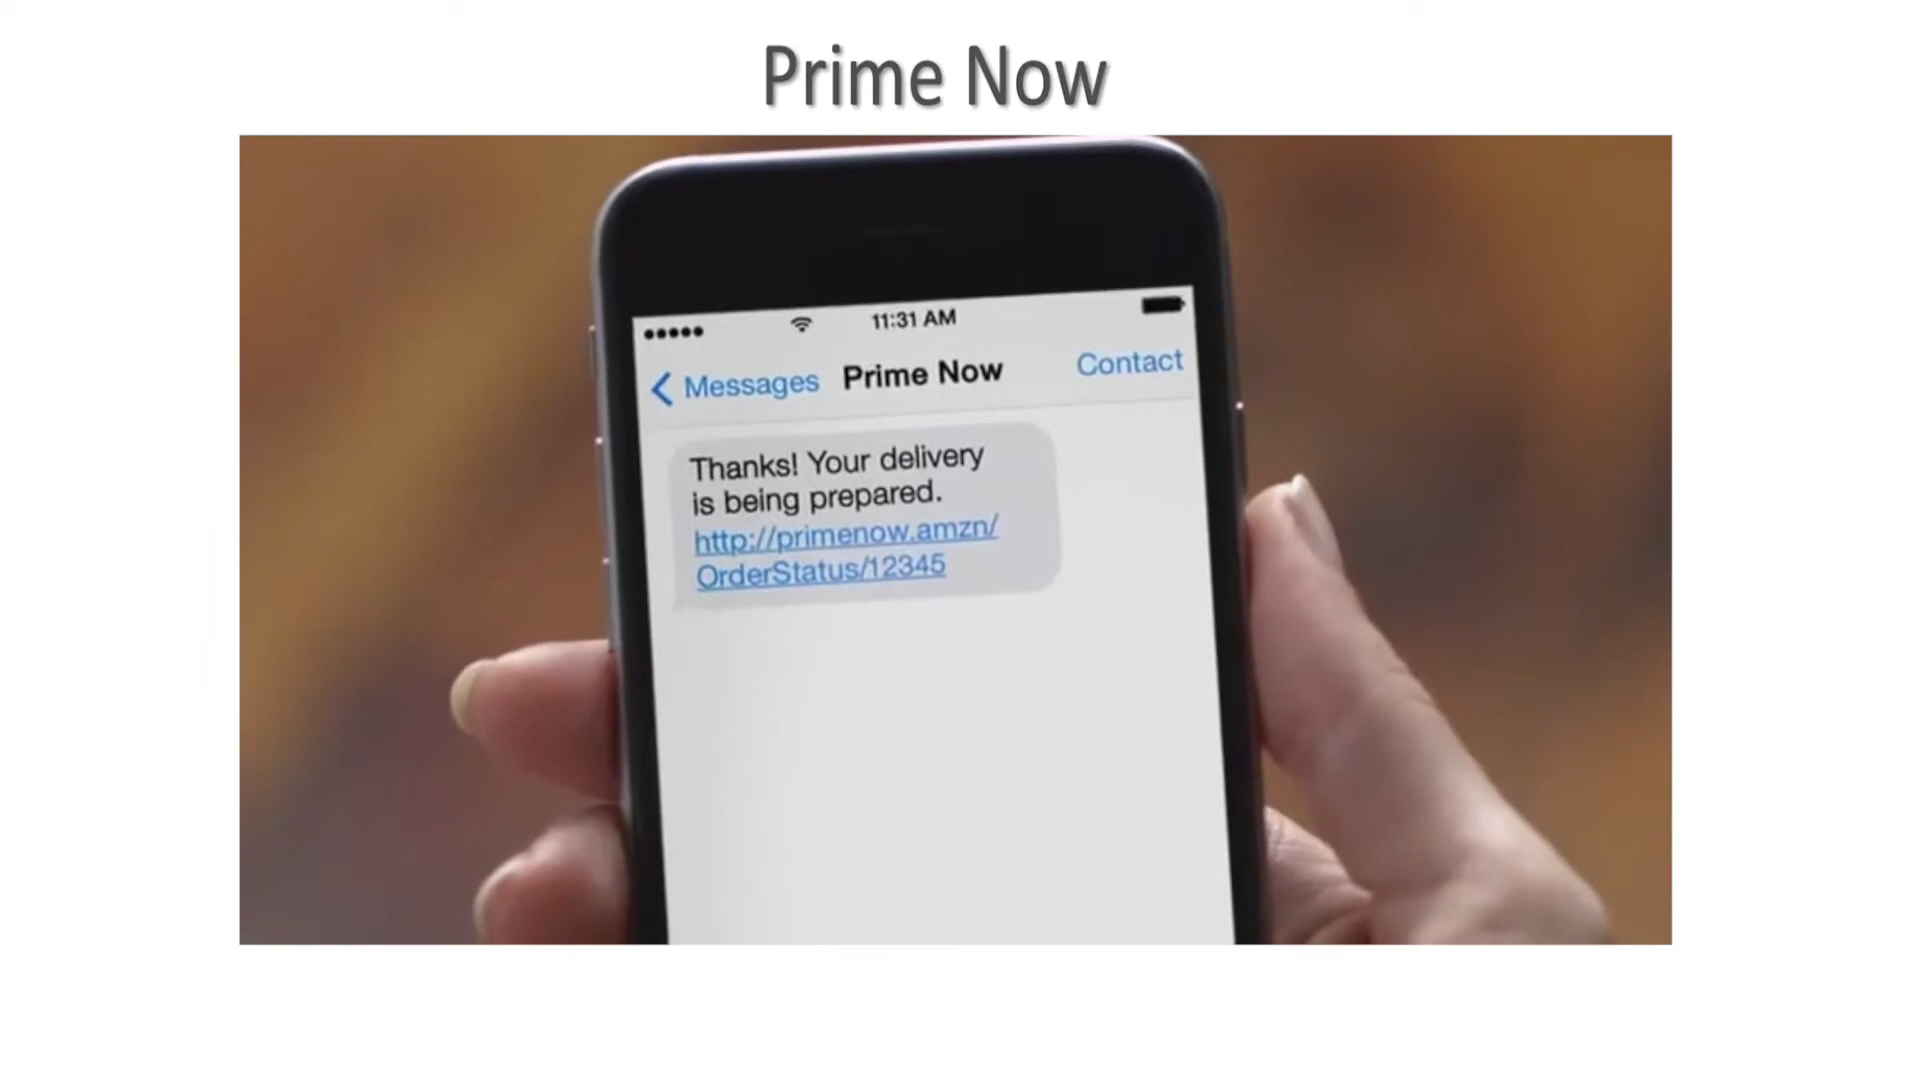 Prime Now
11:31 AM
Messages Prime Now Contact
Thanks! Your delivery
is being prepared.
http://primenow.amzn/
OrderStatus/12345